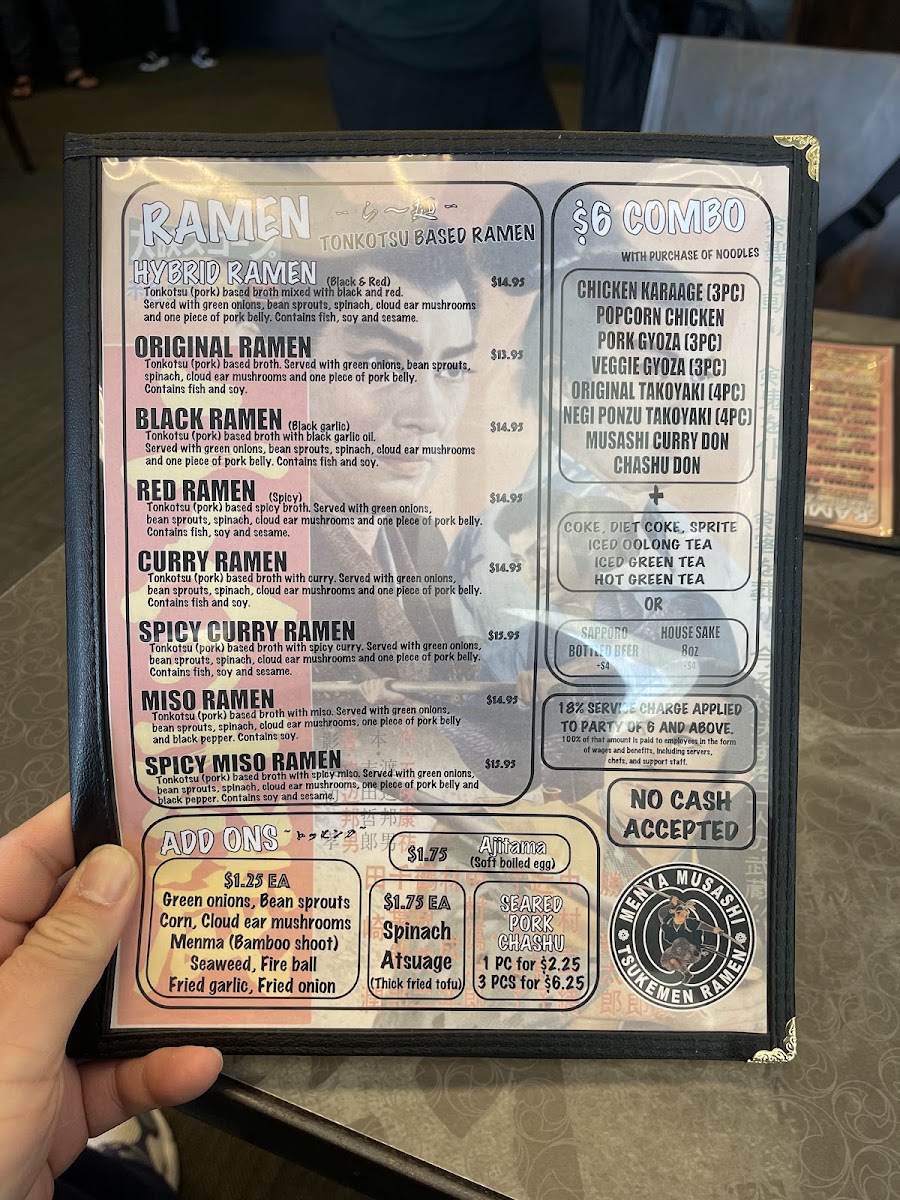 RAMEN
~ らー麺 ~
TONKOTSU BASED RAMEN
HYBRID RAMEN (Black & Red) $14.95
Tonkotsu (pork) based broth mixed with black and red.
Served with green onions, bean sprouts, spinach, cloud ear mushrooms
and one piece of pork belly. Contains fish, soy and sesame.
ORIGINAL RAMEN $13.95
Tonkotsu (pork) based broth. Served with green onions, bean sprouts,
spinach, cloud ear mushrooms and one piece of pork belly.
Contains fish and soy.
BLACK RAMEN (Black garlic) $14.95
Tonkotsu (pork) based broth with black garlic oil.
Served with green onions, bean sprouts, spinach, cloud ear mushrooms
and one piece of pork belly. Contains fish and soy.
RED RAMEN (Spicy) $14.95
Tonkotsu (pork) based spicy broth. Served with green onions,
bean sprouts, spinach, cloud ear mushrooms and one piece of pork belly.
Contains fish, soy and sesame.
CURRY RAMEN $14.95
Tonkotsu (pork) based broth with curry. Served with green onions,
bean sprouts, spinach, cloud ear mushrooms and one piece of pork belly.
Contains fish and soy.
SPICY CURRY RAMEN $15.95
Tonkotsu (pork) based broth with spicy curry. Served with green onions,
bean sprouts, spinach, cloud ear mushrooms and one piece of pork belly.
Contains fish, soy and sesame.
MISO RAMEN $14.95
Tonkotsu (pork) based broth with miso. Served with green onions,
bean sprouts, spinach, cloud ear mushrooms, one piece of pork belly
and black pepper. Contains soy.
SPICY MISO RAMEN $15.95
Tonkotsu (pork) based broth with spicy miso. Served with green onions,
bean sprouts, spinach, cloud ear mushrooms, one piece of pork belly and
black pepper. Contains soy and sesame.
ADD ONS ~トッピング~
$1.25 EA
Green onions, Bean sprouts
Corn, Cloud ear mushrooms
Menma (Bamboo shoot)
Seaweed, Fire ball
Fried garlic, Fried onion
$1.75 Ajitama
(Soft boiled egg)
$1.75 EA
Spinach
Atsuage
(Thick fried tofu)
SEARED
PORK
CHASHU
1 PC for $2.25
3 PCS for $6.25
$6 COMBO
WITH PURCHASE OF NOODLES
CHICKEN KARAAGE (3PC)
POPCORN CHICKEN
PORK GYOZA (3PC)
VEGGIE GYOZA (3PC)
ORIGINAL TAKOYAKI (4PC)
NEGI PONZU TAKOYAKI (4PC)
MUSASHI CURRY DON
CHASHU DON
+
COKE, DIET COKE, SPRITE
ICED OOLONG TEA
ICED GREEN TEA
HOT GREEN TEA
OR
SAPPORO
BOTTLED BEER
+$4
HOUSE SAKE
8oz
+$4
18% SERVICE CHARGE APPLIED
TO PARTY OF 6 AND ABOVE.
100% of that amount is paid to employees in the form
of wages and benefits, including servers,
chefs, and support staff.
NO CASH
ACCEPTED
MENYA MUSASHI
TSUKEMEN RAMEN